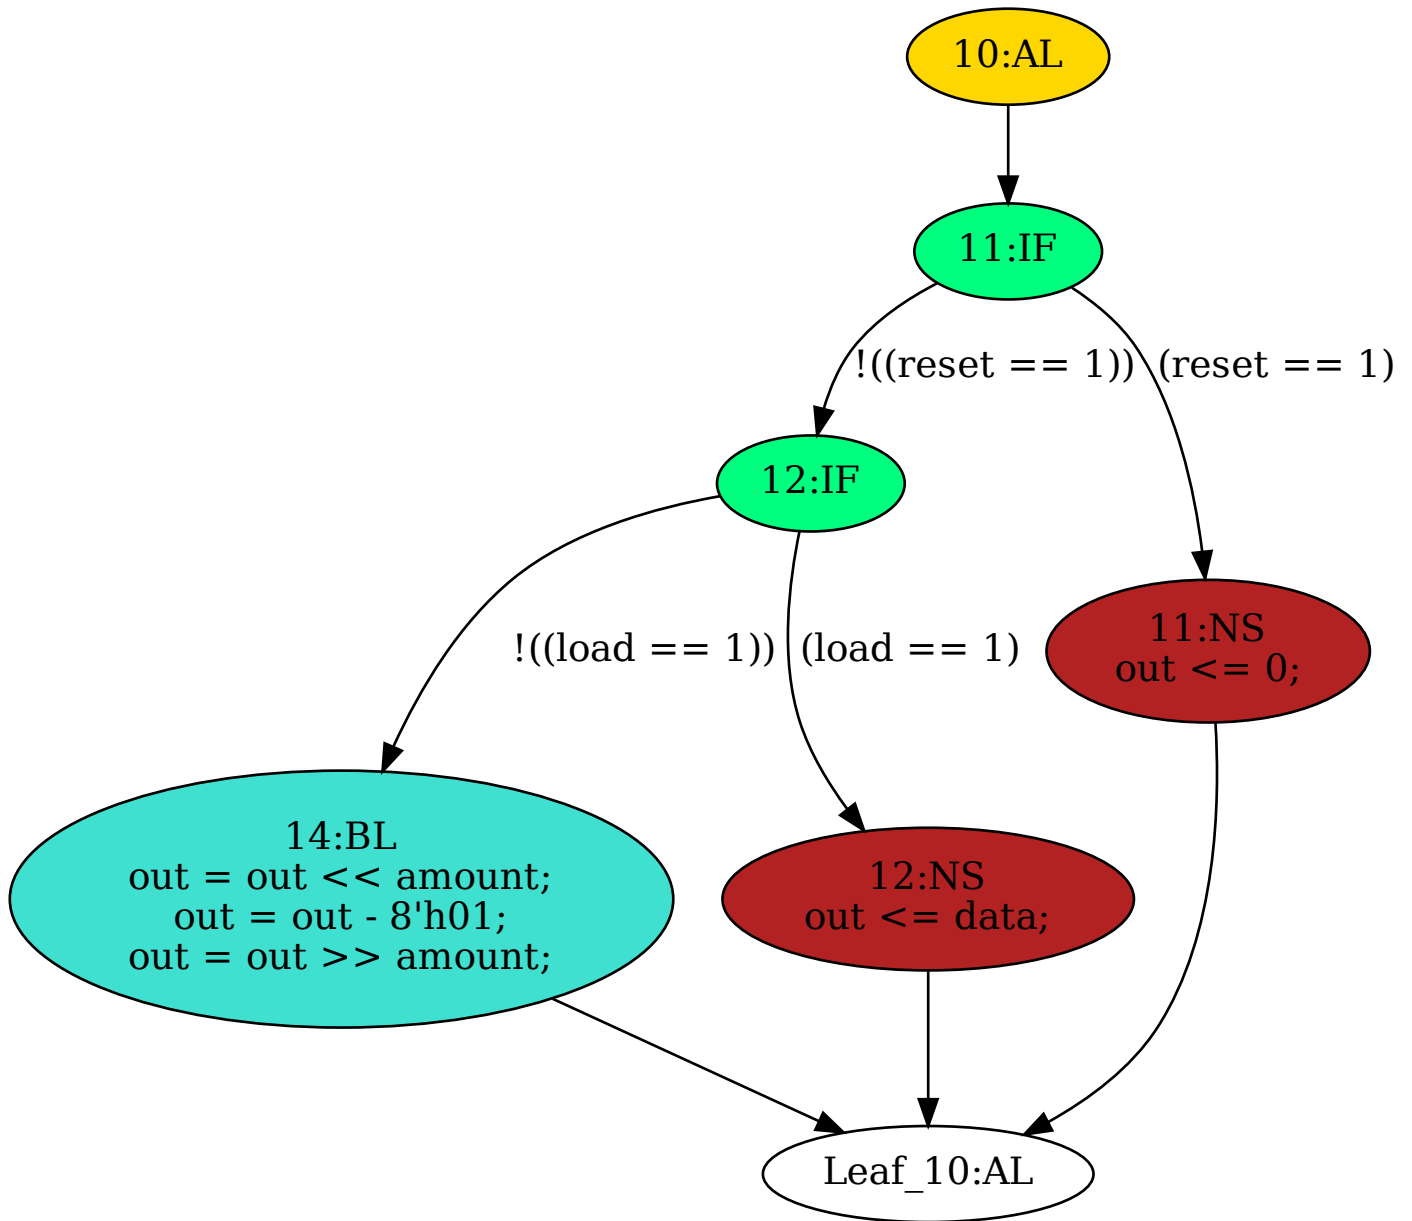 10:AL
11:IF
!((reset == 1))
(reset == 1)
12:IF
!((load == 1))
(load == 1)
11:NS
out <= 0;
14:BL
out = out << amount;
out = out - 8'h01;
out = out >> amount;
12:NS
out <= data;
Leaf_10:AL